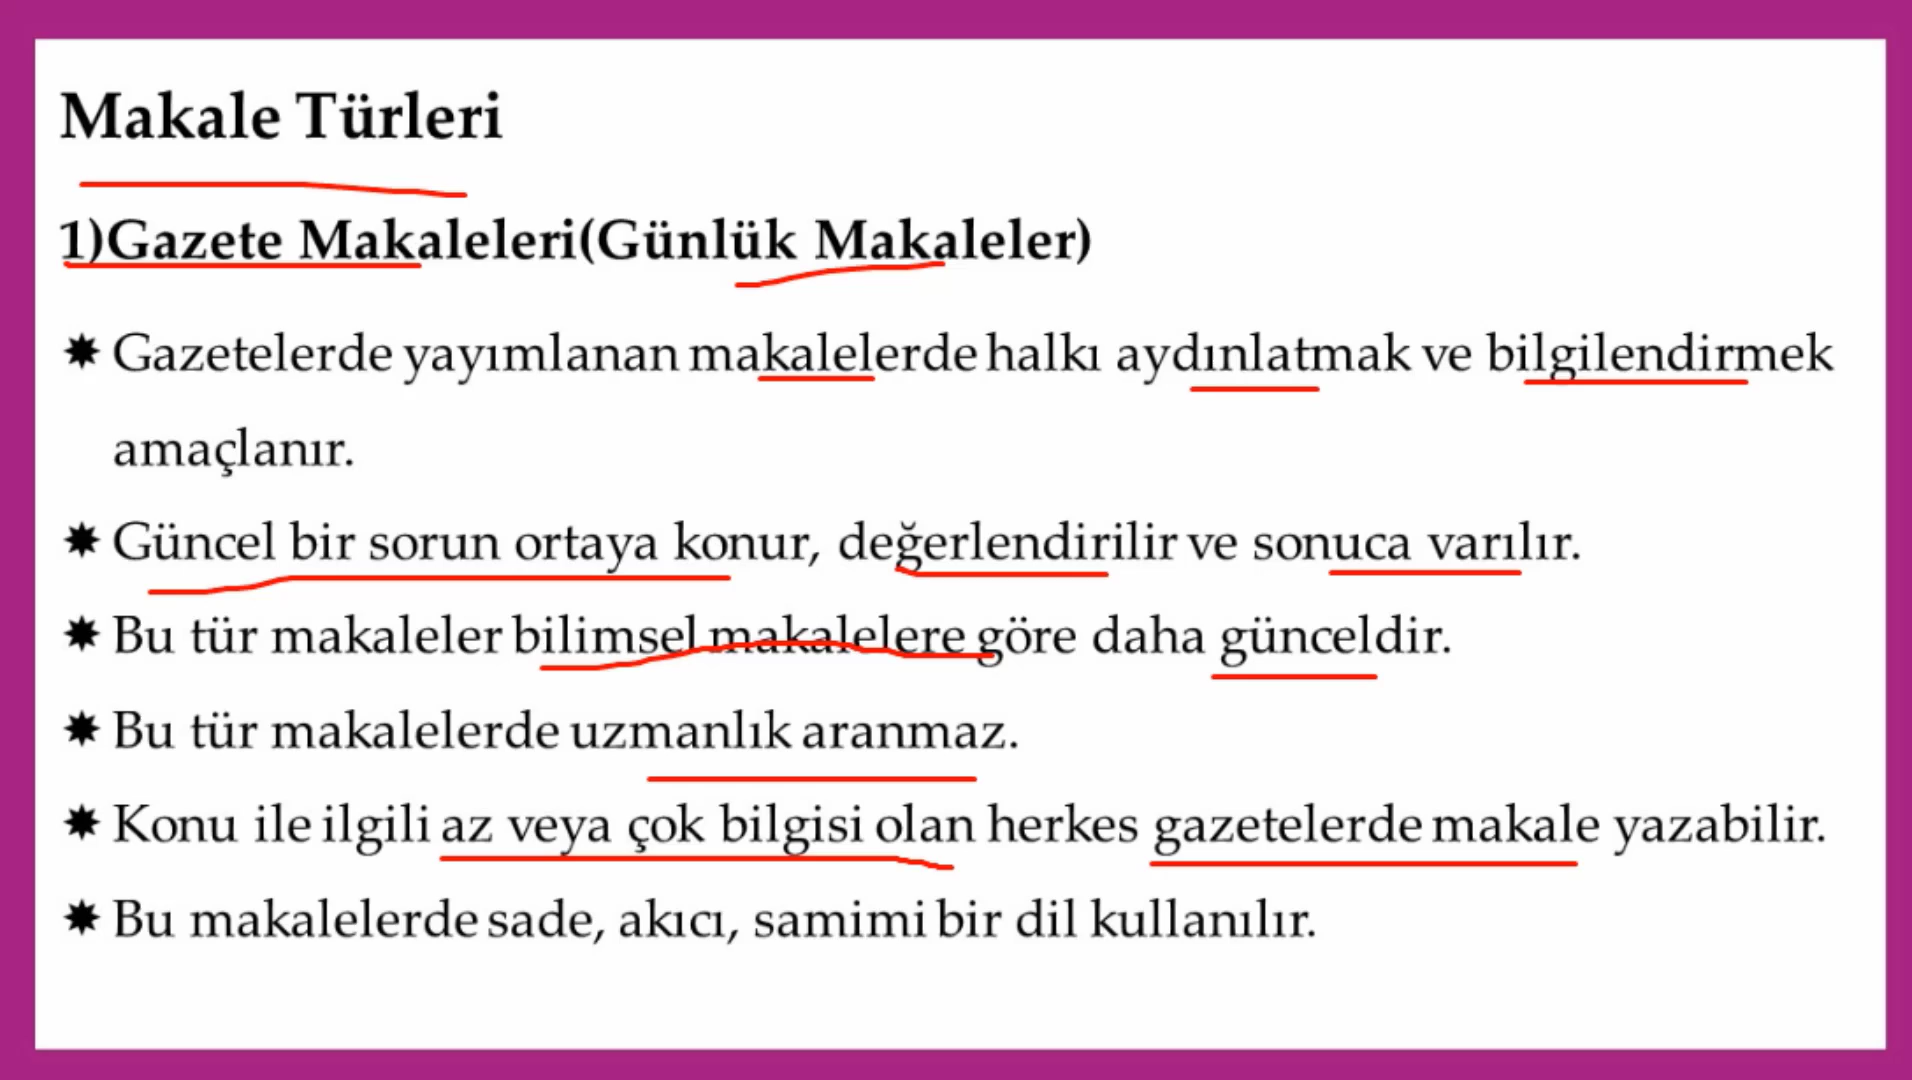 Makale Türleri
1)Gazete Makaleleri(Günlük Makaleler)
✸ Gazetelerde yayımlanan makalelerde halkı aydınlatmak ve bilgilendirmek
amaçlanır.
✸ Güncel bir sorun ortaya konur, değerlendirilir ve sonuca varılır.
✸ Bu tür makaleler bilimsel makalelere göre daha günceldir.
✸ Bu tür makalelerde uzmanlık aranmaz.
✸ Konu ile ilgili az veya çok bilgisi olan herkes gazetelerde makale yazabilir.
✸ Bu makalelerde sade, akıcı, samimi bir dil kullanılır.